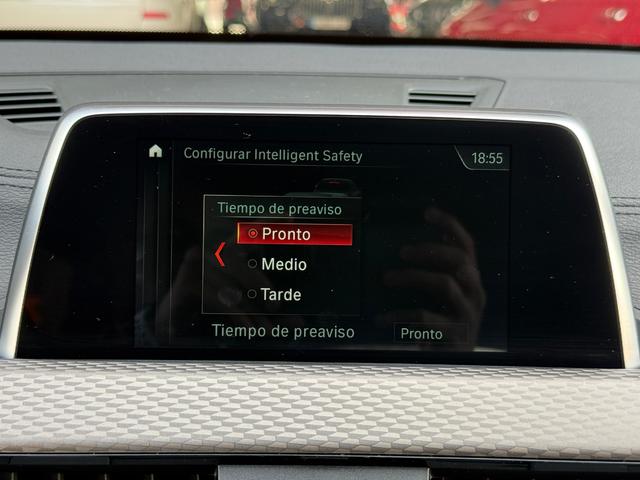 Configurar Intelligent Safety
18:55
Tiempo de preaviso
Pronto
Medio
Tarde
Tiempo de preaviso Pronto